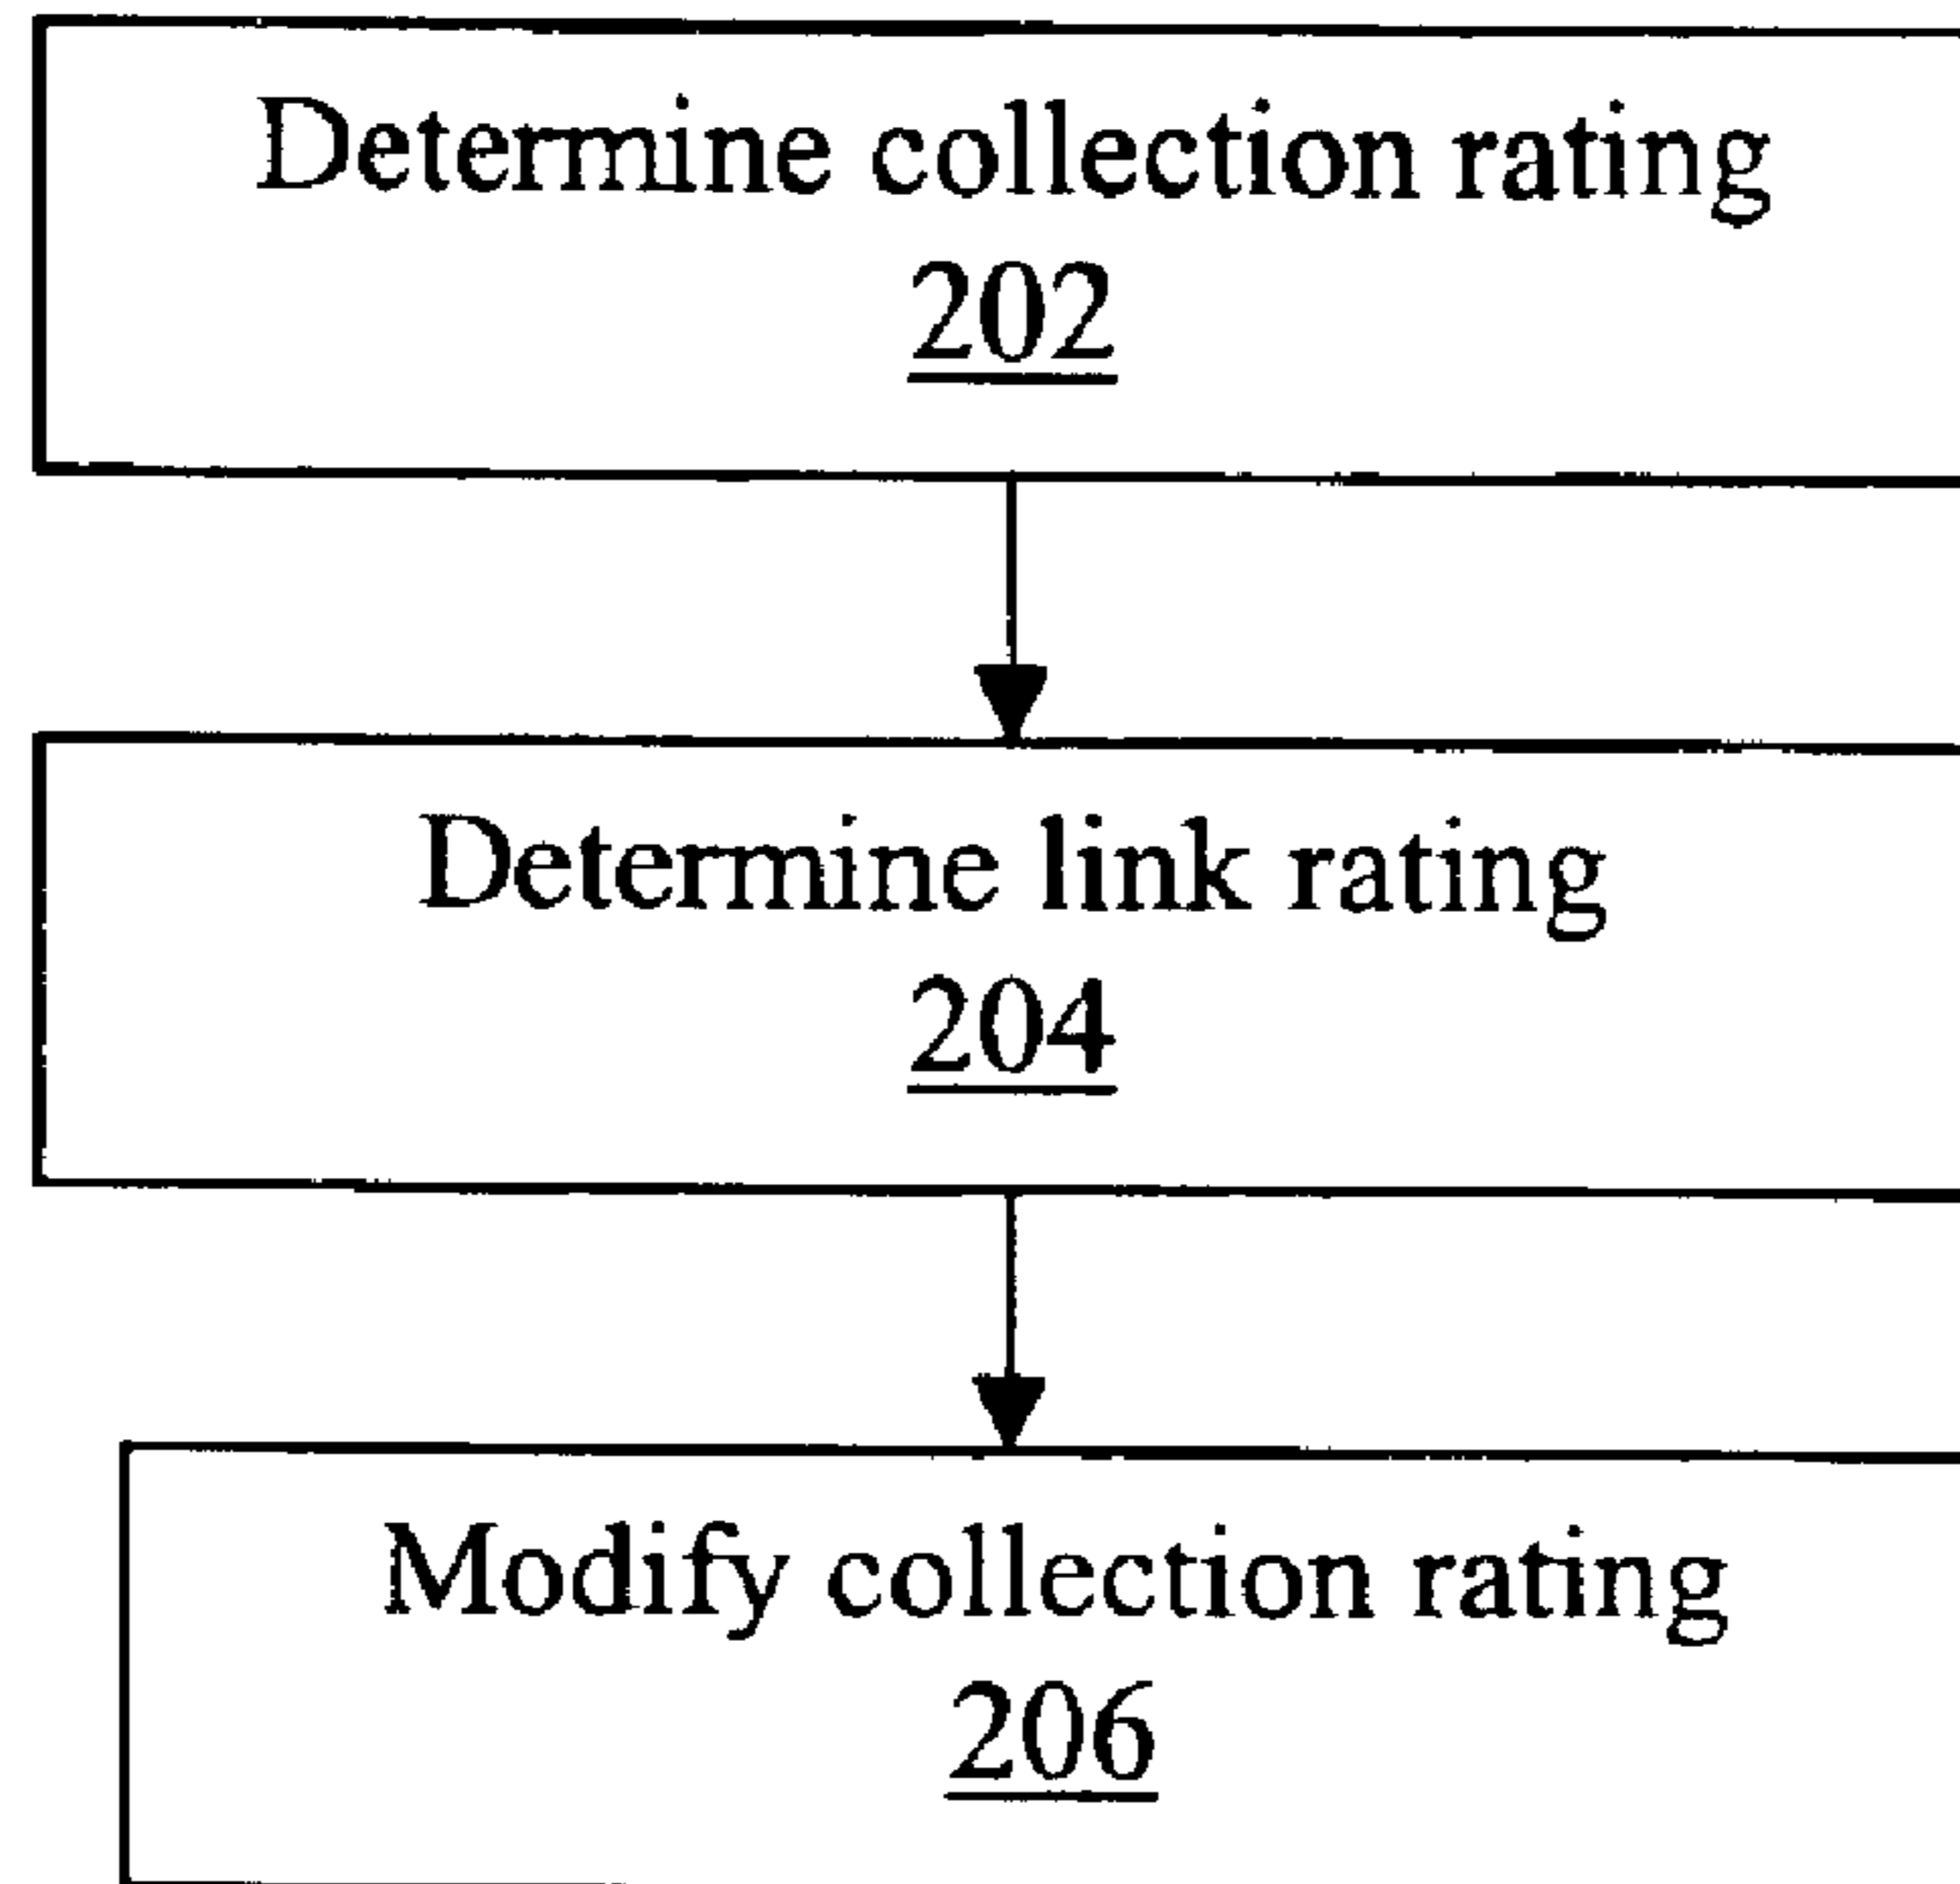 Determine collection rating
202
Determine link rating
204
Modify collection rating
206